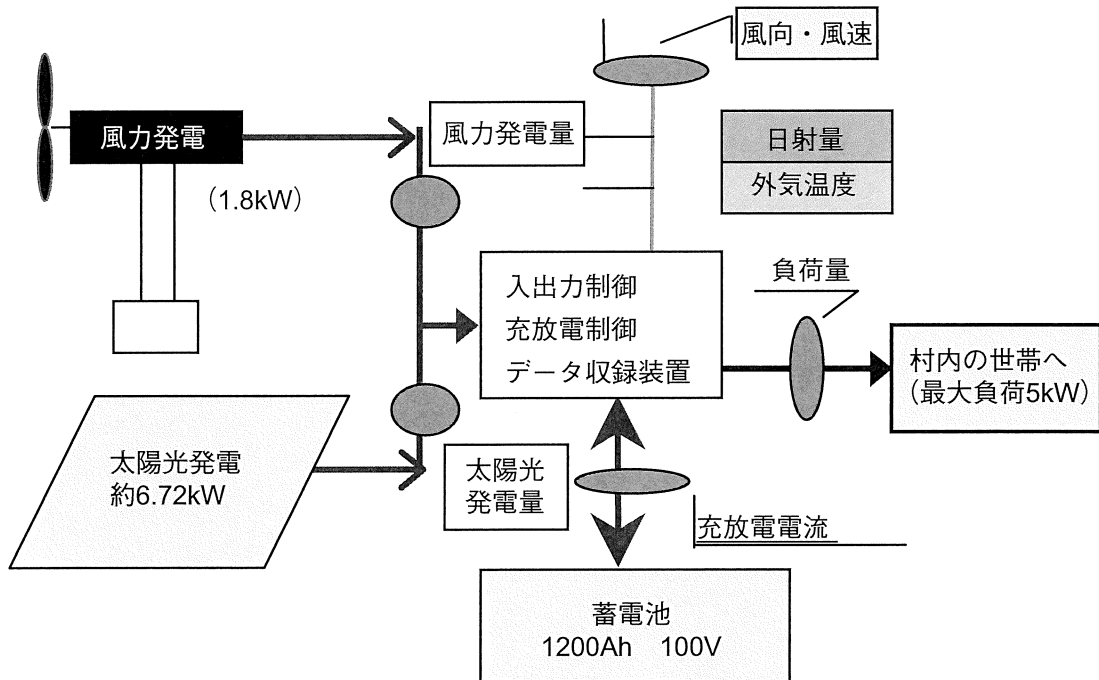 風向・風速
風力発電
風力発電量
日射量
外気温度
（1.8kW）
入出力制御
充放電制御
データ収録装置
負荷量
村内の世帯へ
（最大負荷5kW）
太陽光発電
約6.72kW
太陽光
発電量
充放電電流
蓄電池
1200Ah　100V